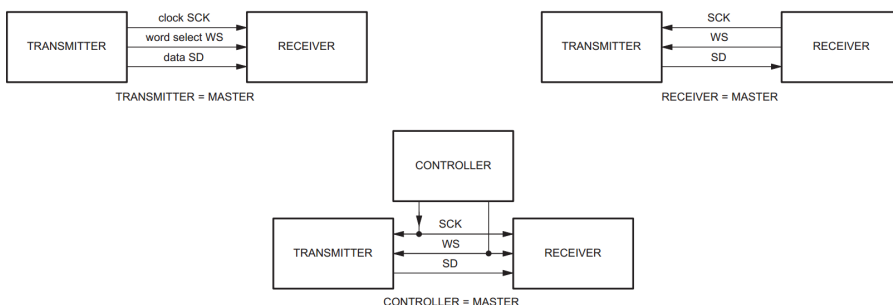 clock SCK
TRANSMITTER
word select WS
RECEIVER
data SD
TRANSMITTER = MASTER
SCK
TRANSMITTER
WS
RECEIVER
SD
RECEIVER = MASTER
CONTROLLER
SCK
TRANSMITTER
WS
RECEIVER
SD
CONTROLLER = MASTER